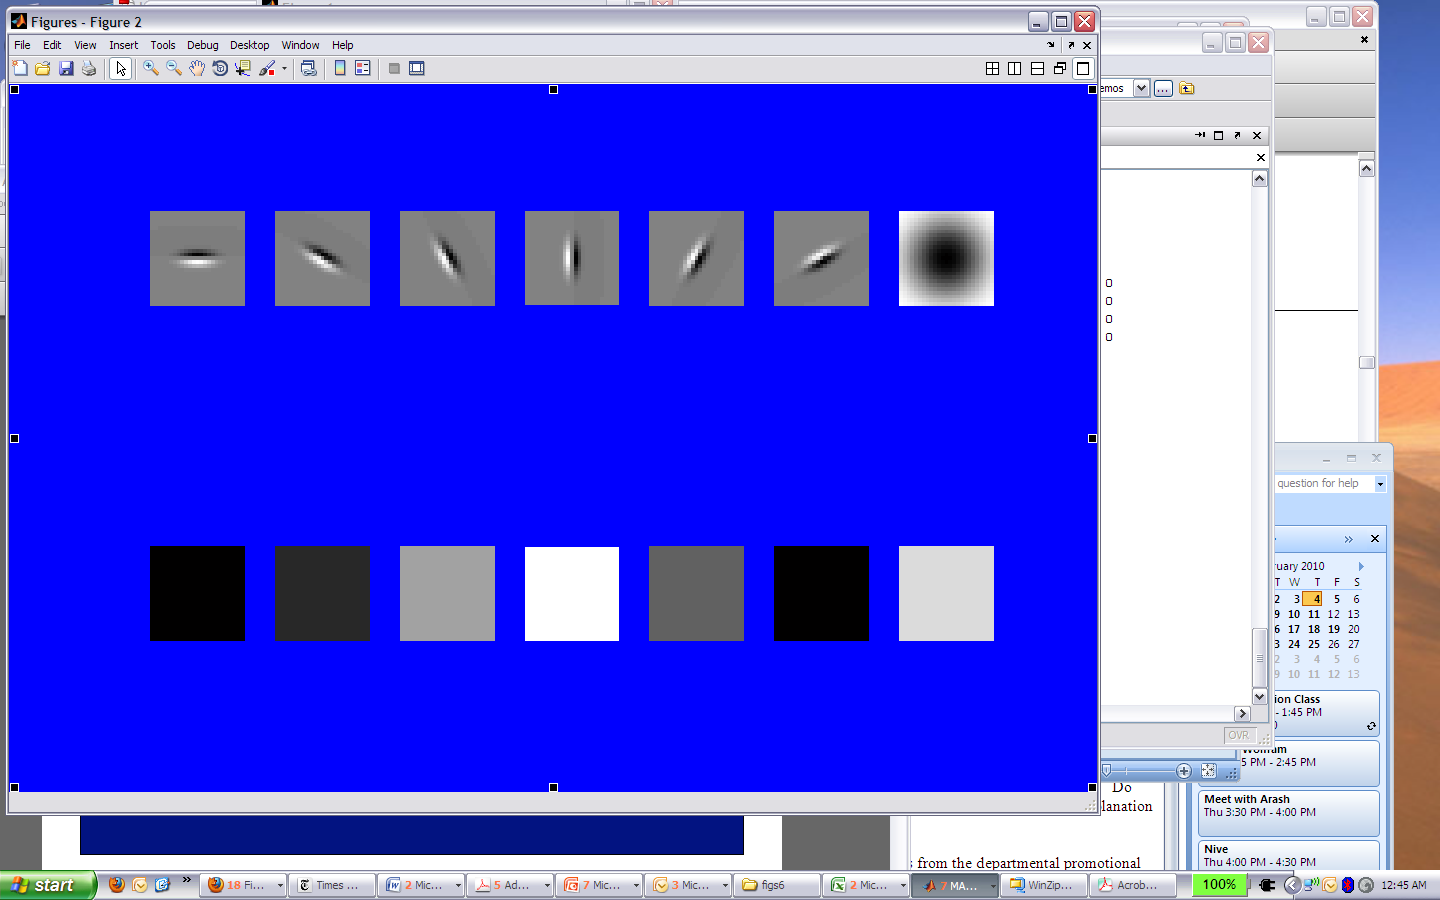 Figures - Figure 2
File Edit View Insert Tools Debug Desktop Window Help
emos
...
O
O
O
O
OVR
question for help
uary 2010
T W T F S
2 3 4 5 6
9 10 11 12 13
6 17 18 19 20
23 24 25 26 27
2 3 4 5 6
9 10 11 12 13
ion Class
- 1:45 PM
Wolfram
5 PM - 2:45 PM
Meet with Arash
Thu 3:30 PM - 4:00 PM
Nive
Thu 4:00 PM - 4:30 PM
Do
lanation
s from the departmental promotional
start
18 Fi...
Times ...
2 Mic...
5 Ad...
7 Mic...
3 Mic...
figs6
2 Mic...
7 MA...
WinZip...
Acrob...
100%
12:45 AM